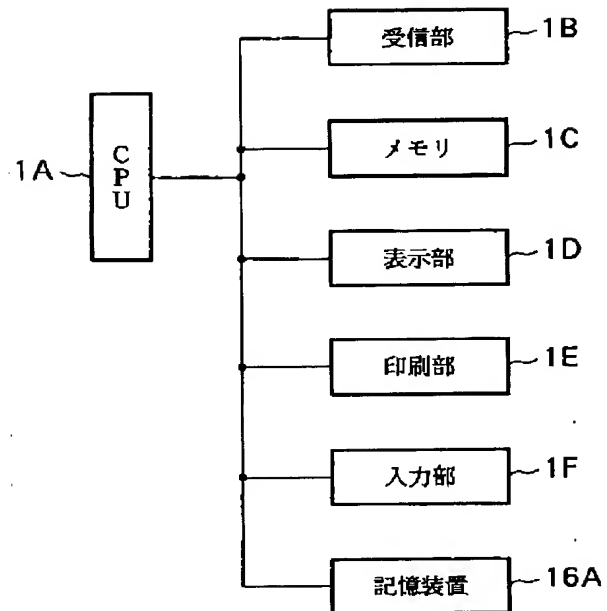 受信部 1B
メモリ 1C
1A CPU
表示部 1D
印刷部 1E
入力部 1F
記憶装置 16A